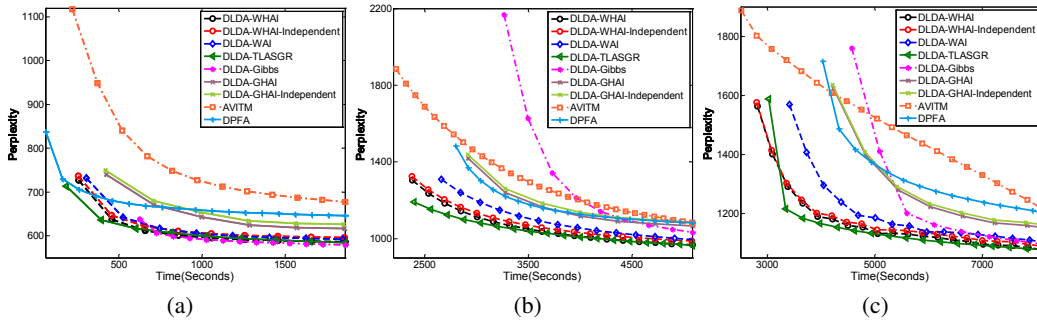 1100
1000
900
800
700
600
Perplexity
500
1000
1500
Time(Seconds)
DLDA-WHAI
DLDA-WHAI-Independent
DLDA-WAI
DLDA-TLASGR
DLDA-Gibbs
DLDA-GHAI
DLDA-GHAI-Independent
AVITM
DPFA
(a)
2200
1800
1400
1000
Perplexity
2500
3500
4500
Time(Seconds)
DLDA-WHAI
DLDA-WHAI-Independent
DLDA-WAI
DLDA-TLASGR
DLDA-Gibbs
DLDA-GHAI
DLDA-GHAI-Independent
AVITM
DPFA
(b)
1800
1600
1400
1200
Perplexity
3000
5000
7000
Time(Seconds)
DLDA-WHAI
DLDA-WHAI-Independent
DLDA-WAI
DLDA-TLASGR
DLDA-Gibbs
DLDA-GHAI
DLDA-GHAI-Independent
AVITM
DPFA
(c)